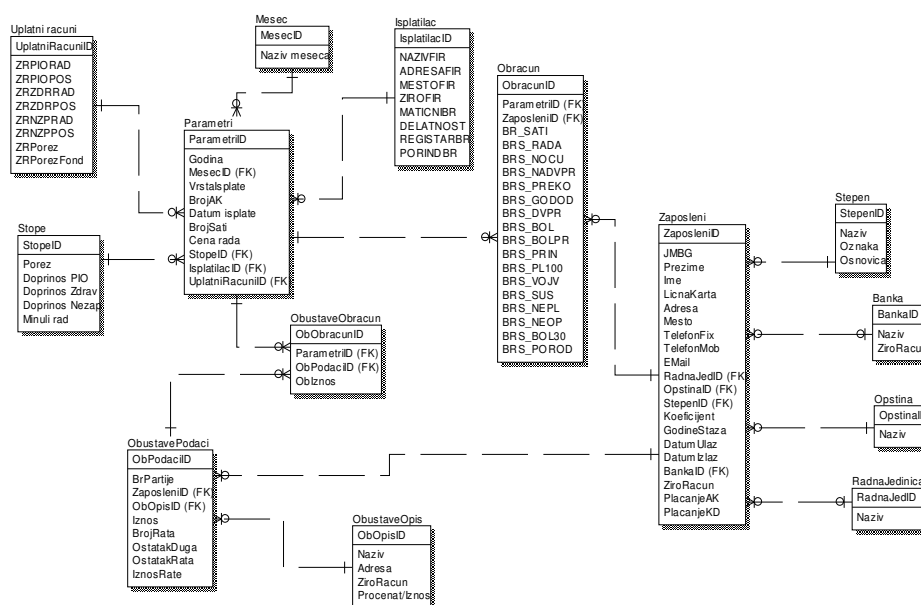 Uplatni racuni
UplatniRacuniID
ZRPIORAD
ZRPIOPOS
ZRZDRRAD
ZRZDRPOS
ZRNZPRAD
ZRNZPPOS
ZRPorez
ZRPorezFond
Mesec
MesecID
Naziv meseca
Isplatilac
IsplatilacID
NAZIVFIR
ADRESAFIR
MESTOFIR
ZIROFIR
MATICNIBR
DELATNOST
REGISTARBR
PORINDBR
Parametri
ParametriID
Godina
MesecID (FK)
VrstaIsplate
BrojAK
Datum isplate
BrojSati
Cena rada
StopeID (FK)
IsplatilacID (FK)
UplatniRacuniID (FK)
Stope
StopeID
Porez
Doprinos PIO
Doprinos Zdrav
Doprinos Nezap
Minuli rad
Obracun
ObracunID
ParametriID (FK)
ZaposleniID (FK)
BR_SATI
BRS_RADA
BRS_NOCU
BRS_NADVPR
BRS_PREKO
BRS_GODOD
BRS_DVPR
BRS_BOL
BRS_BOLPR
BRS_PRIN
BRS_PL100
BRS_VOJV
BRS_SUS
BRS_NEPL
BRS_NEOP
BRS_BOL30
BRS_POROD
ObustaveObracun
ObObracunID
ParametriID (FK)
ObPodaciID (FK)
ObIznos
ObustavePodaci
ObPodaciID
BrPartije
ZaposleniID (FK)
ObOpisID (FK)
Iznos
BrojRata
OstatakDuga
OstatakRata
IznosRate
ObustaveOpis
ObOpisID
Naziv
Adresa
ZiroRacun
Procenat/Iznos
Zaposleni
ZaposleniID
JMBG
Prezime
Ime
LicnaKarta
Adresa
Mesto
TelefonFix
TelefonMob
EMail
RadnaJedID (FK)
OpstinaID (FK)
StepenID (FK)
Koeficijent
GodineStaza
DatumUlaz
DatumIzlaz
BankaID (FK)
ZiroRacun
PlacanjeAK
PlacanjeKD
Stepen
StepenID
Naziv
Oznaka
Osnovica
Banka
BankaID
Naziv
ZiroRacun
Opstina
OpstinaID
Naziv
RadnaJedinica
RadnaJedID
Naziv